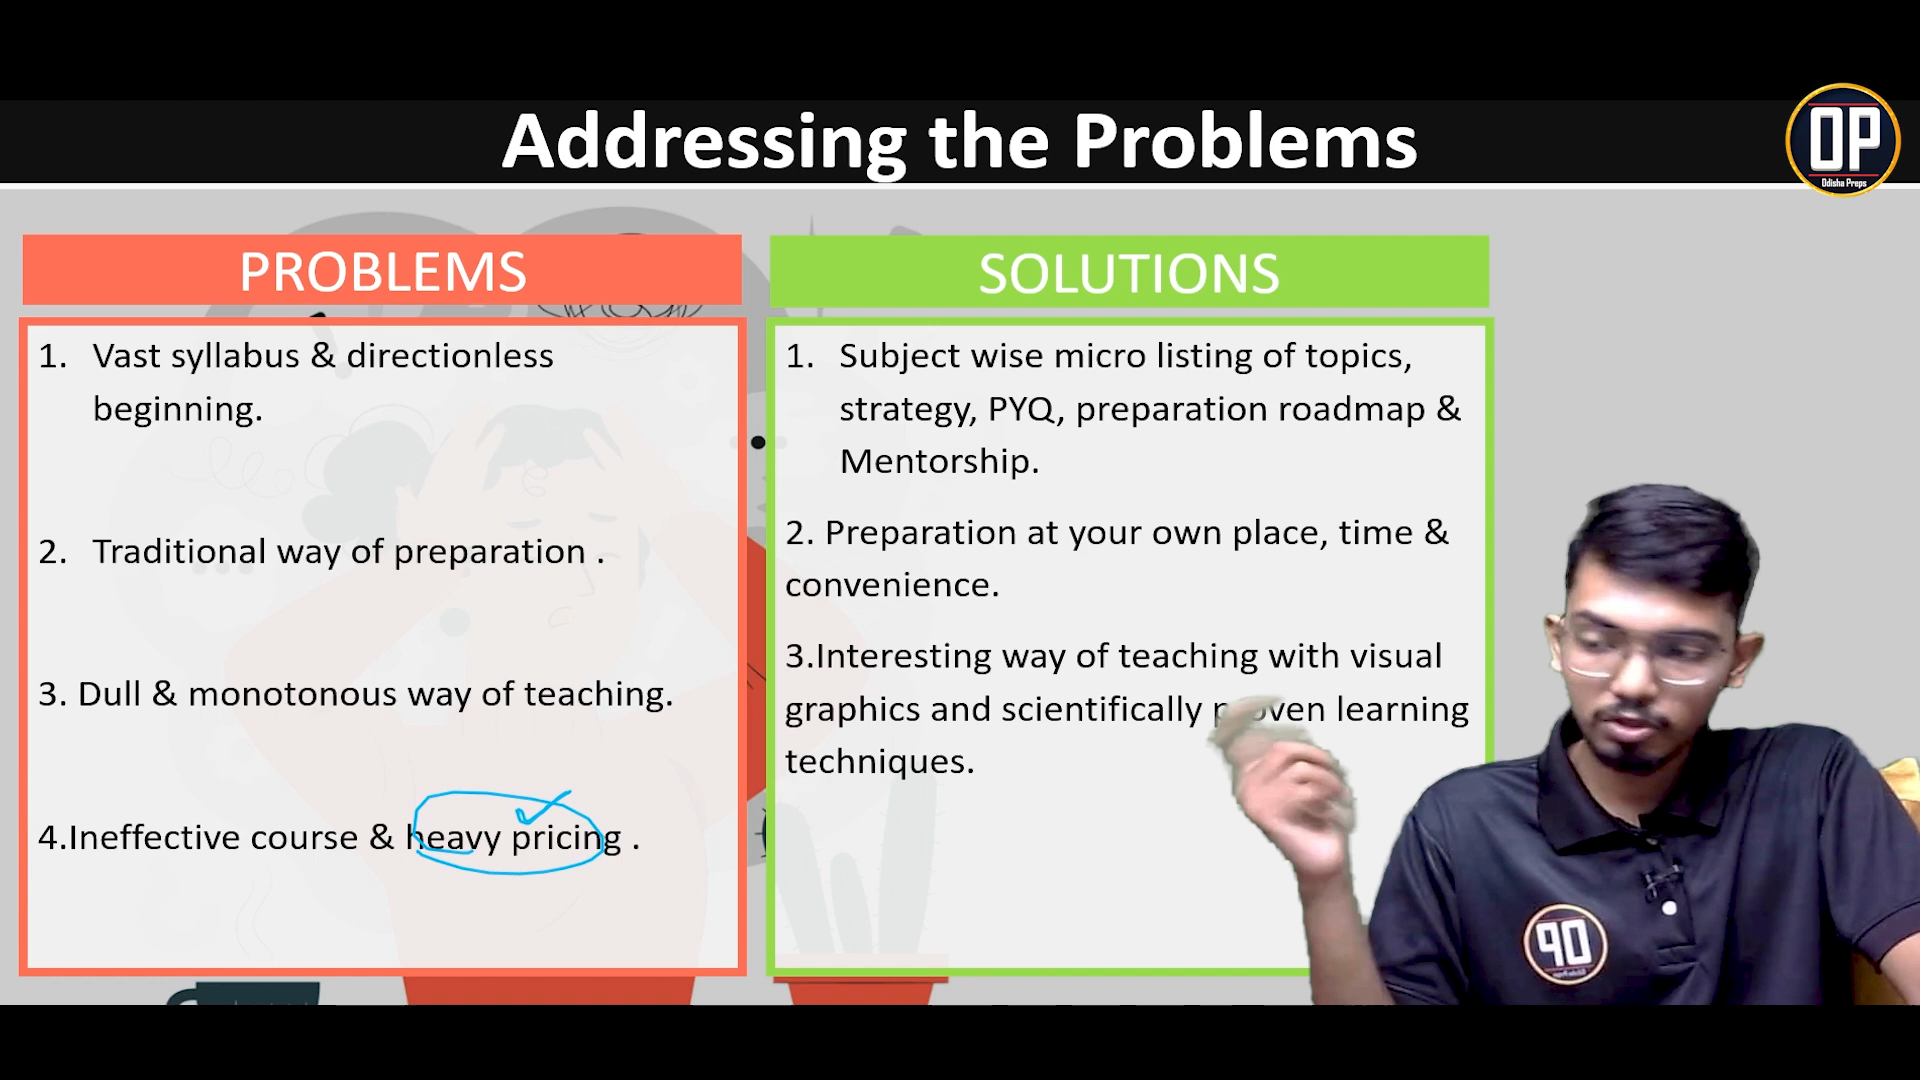 Addressing the Problems
OP
Odisha Preps
PROBLEMS
1. Vast syllabus & directionless
beginning.
2. Traditional way of preparation .
3. Dull & monotonous way of teaching.
4.Ineffective course & heavy pricing .
SOLUTIONS
1. Subject wise micro listing of topics,
strategy, PYQ, preparation roadmap &
Mentorship.
2. Preparation at your own place, time &
convenience.
3.Interesting way of teaching with visual
graphics and scientifically proven learning
techniques.